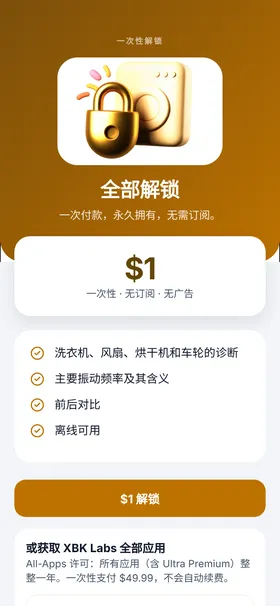 一次性解锁
全部解锁
一次付款，永久拥有，无需订阅。
$1
一次性 · 无订阅 · 无广告
洗衣机、风扇、烘干机和车轮的诊断
主要振动频率及其含义
前后对比
离线可用
$1 解锁
或获取 XBK Labs 全部应用
All-Apps 许可：所有应用（含 Ultra Premium）整
整一年。一次性支付 $49.99，不会自动续费。